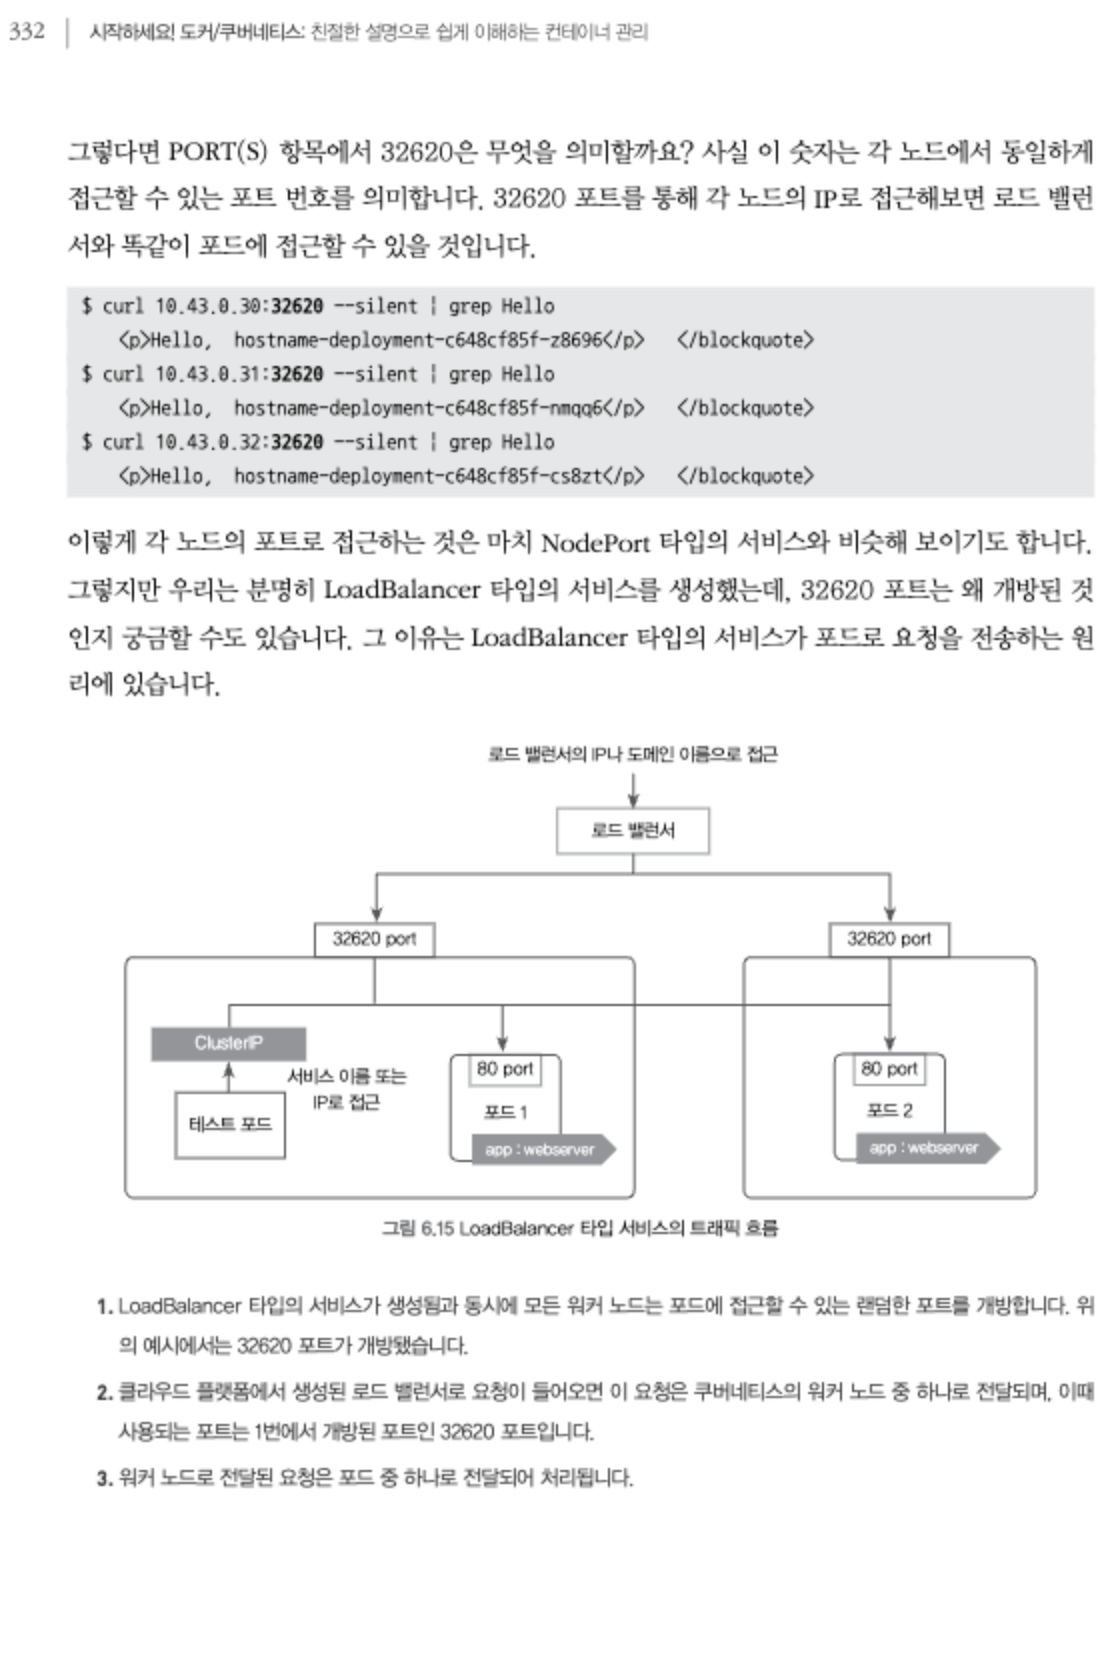 332 시작하세요! 도커/쿠버네티스: 친절한 설명으로 쉽게 이해하는 컨테이너 관리
그렇다면 PORT(S) 항목에서 32620은 무엇을 의미할까요? 사실 이 숫자는 각 노드에서 동일하게
접근할 수 있는 포트 번호를 의미합니다. 32620 포트를 통해 각 노드의 IP로 접근해보면 로드 밸런
서와 똑같이 포드에 접근할 수 있을 것입니다.
$ curl 10.43.0.30:32620 --silent | grep Hello
<p>Hello, hostname-deployment-c648cf85f-z8696</p> </blockquote>
$ curl 10.43.0.31:32620 --silent | grep Hello
<p>Hello, hostname-deployment-c648cf85f-nmqq6</p> </blockquote>
$ curl 10.43.0.32:32620 --silent | grep Hello
<p>Hello, hostname-deployment-c648cf85f-cs8zt</p> </blockquote>
이렇게 각 노드의 포트로 접근하는 것은 마치 NodePort 타입의 서비스와 비슷해 보이기도 합니다.
그렇지만 우리는 분명히 LoadBalancer 타입의 서비스를 생성했는데, 32620 포트는 왜 개방된 것
인지 궁금할 수도 있습니다. 그 이유는 LoadBalancer 타입의 서비스가 포드로 요청을 전송하는 원
리에 있습니다.
로드 밸런서의 IP나 도메인 이름으로 접근
로드 밸런서
32620 port
32620 port
ClusterIP
서비스 이름 또는
IP로 접근
테스트 포드
80 port
포드 1
app : webserver
80 port
포드 2
app : webserver
그림 6.15 LoadBalancer 타입 서비스의 트래픽 흐름
1. LoadBalancer 타입의 서비스가 생성됨과 동시에 모든 워커 노드는 포드에 접근할 수 있는 랜덤한 포트를 개방합니다. 위
의 예시에서는 32620 포트가 개방됐습니다.
2. 클라우드 플랫폼에서 생성된 로드 밸런서로 요청이 들어오면 이 요청은 쿠버네티스의 워커 노드 중 하나로 전달되며, 이때
사용되는 포트는 1번에서 개방된 포트인 32620 포트입니다.
3. 워커 노드로 전달된 요청은 포드 중 하나로 전달되어 처리됩니다.